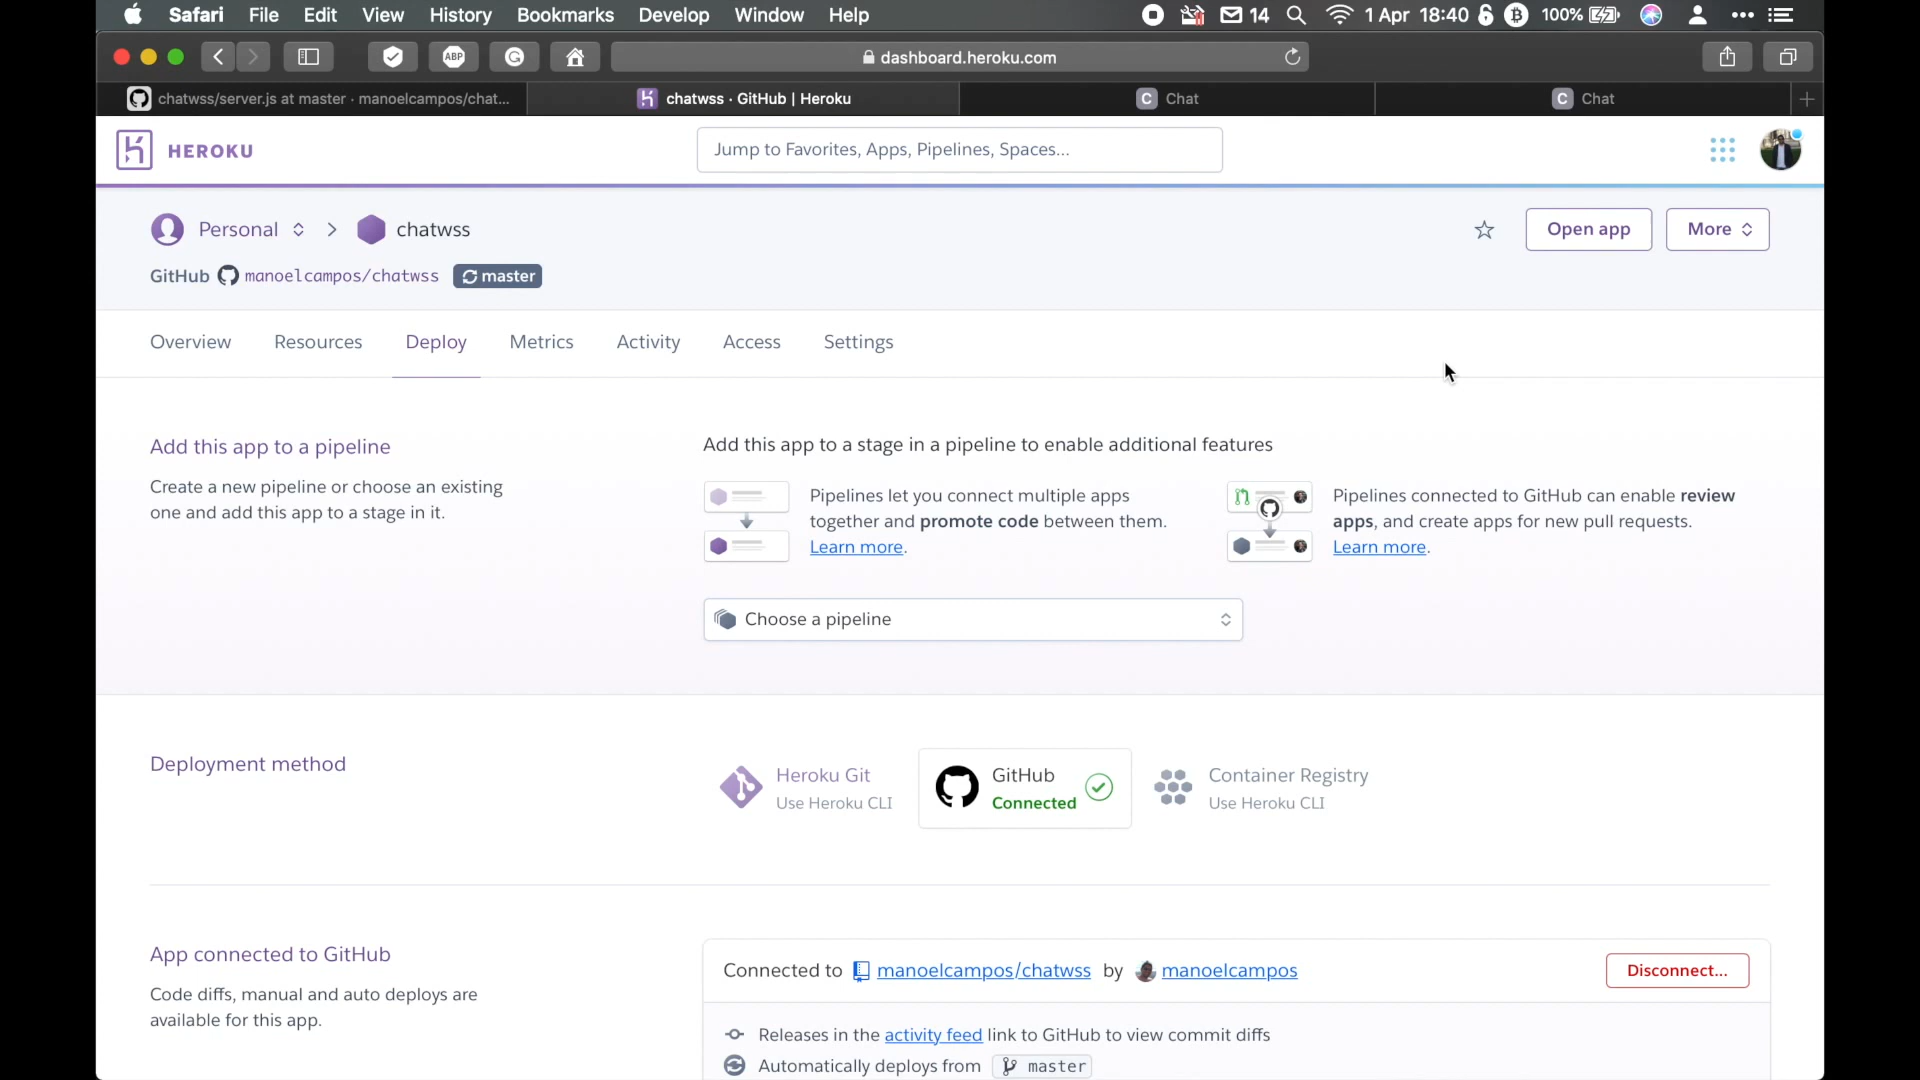 Safari File Edit View History Bookmarks Develop Window Help 14 1 Apr 18:40 100%
ABP G dashboard.heroku.com
chatwss/server.js at master · manoelcampos/chat... chatwss · GitHub | Heroku C Chat C Chat
HEROKU
Jump to Favorites, Apps, Pipelines, Spaces...
Personal > chatwss
Open app
More
GitHub manoelcampos/chatwss master
Overview Resources Deploy Metrics Activity Access Settings
Add this app to a pipeline
Create a new pipeline or choose an existing
one and add this app to a stage in it.
Add this app to a stage in a pipeline to enable additional features
Pipelines let you connect multiple apps
together and promote code between them.
Learn more.
Pipelines connected to GitHub can enable review
apps, and create apps for new pull requests.
Learn more.
Choose a pipeline
Deployment method
Heroku Git
Use Heroku CLI
GitHub
Connected
Container Registry
Use Heroku CLI
App connected to GitHub
Code diffs, manual and auto deploys are
available for this app.
Connected to manoelcampos/chatwss by manoelcampos
Disconnect...
Releases in the activity feed link to GitHub to view commit diffs
Automatically deploys from master